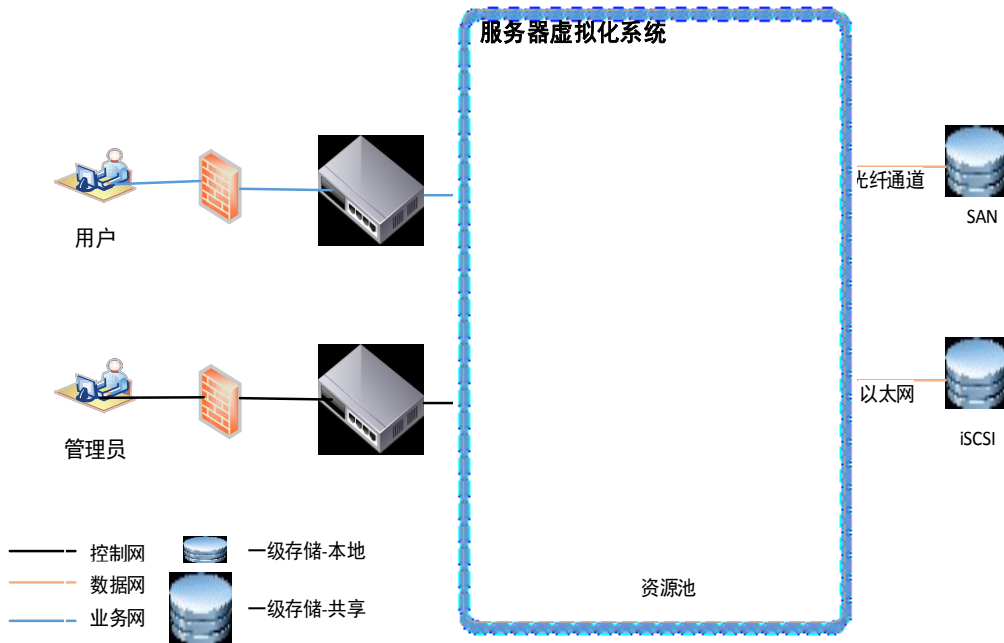 服务器虚拟化系统
用户
光纤通道
SAN
管理员
以太网
iSCSI
控制网
一级存储-本地
数据网
业务网
一级存储-共享
资源池